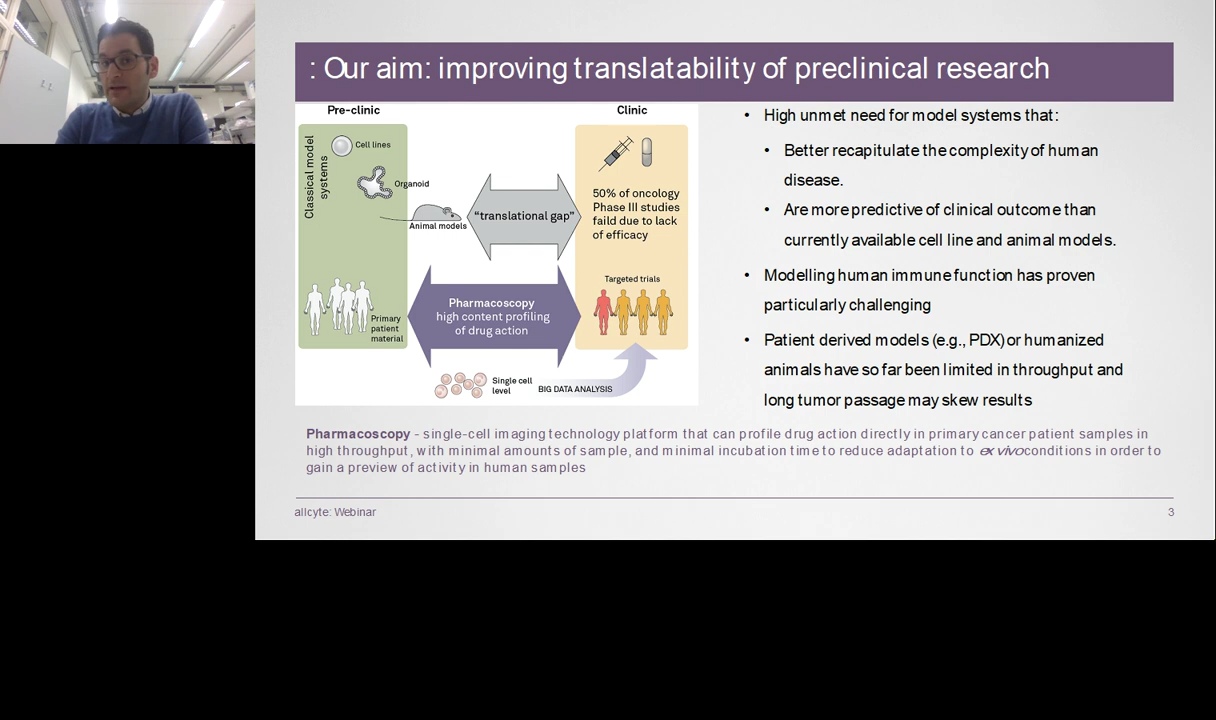 : Our aim: improving translatability of preclinical research
Pre-clinic
Clinic
Classical model
systems
Cell lines
Organoid
Animal models
"translational gap"
50% of oncology
Phase III studies
faild due to lack
of efficacy
Targeted trials
Primary
patient
material
Pharmacoscopy
high content profiling
of drug action
Single cell
level
BIG DATA ANALYSIS
• High unmet need for model systems that:
• Better recapitulate the complexity of human
disease.
• Are more predictive of clinical outcome than
currently available cell line and animal models.
• Modelling human immune function has proven
particularly challenging
• Patient derived models (e.g., PDX) or humanized
animals have so far been limited in throughput and
long tumor passage may skew results
Pharmacoscopy - single-cell imaging technology platform that can profile drug action directly in primary cancer patient samples in
high throughput, with minimal amounts of sample, and minimal incubation time to reduce adaptation to ex vivo conditions in order to
gain a preview of activity in human samples
allcyte: Webinar
3